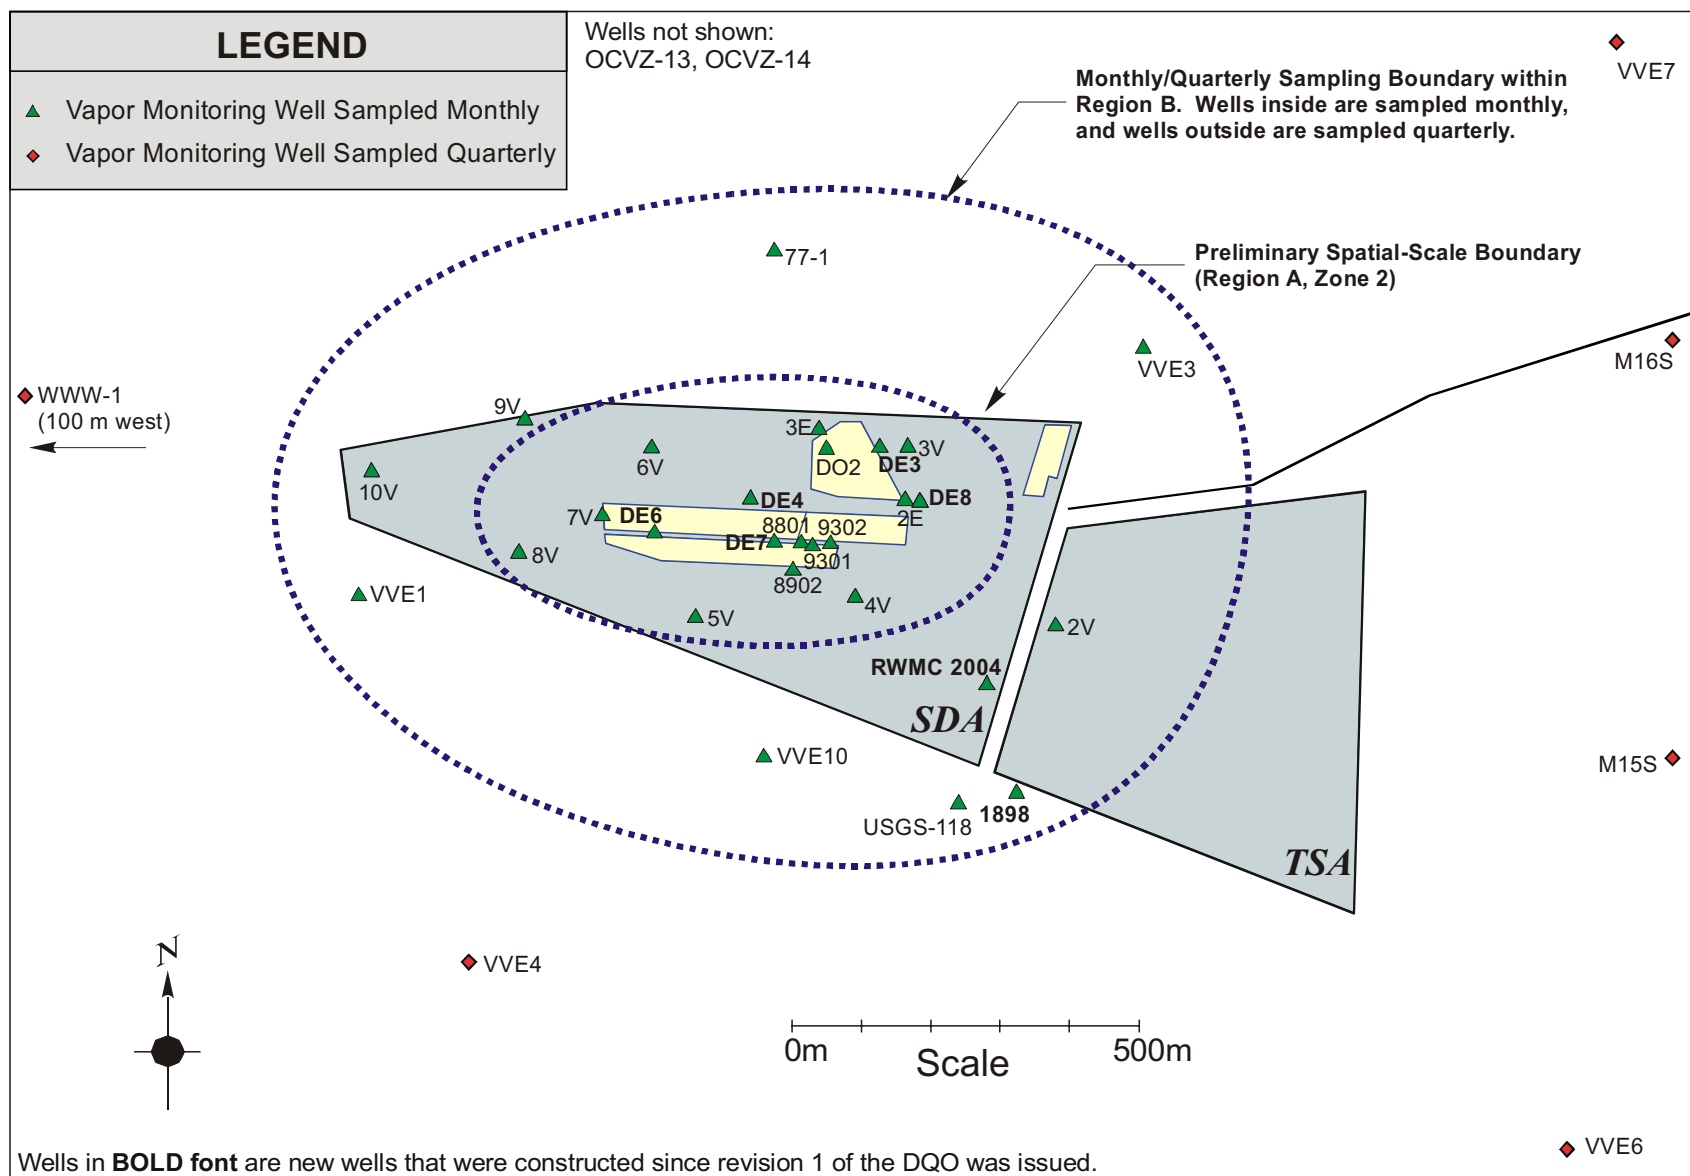 LEGEND
Vapor Monitoring Well Sampled Monthly
Vapor Monitoring Well Sampled Quarterly
Wells not shown:
OCVZ-13, OCVZ-14
VVE7
Monthly/Quarterly Sampling Boundary within
Region B. Wells inside are sampled monthly,
and wells outside are sampled quarterly.
77-1
Preliminary Spatial-Scale Boundary
(Region A, Zone 2)
VVE3
M16S
WWW-1
(100 m west)
9V
3E
6V
DO2
DE3
3V
10V
DE4
2E
DE8
7V
DE6
8801
9302
DE7
9301
8V
8902
VVE1
4V
5V
2V
RWMC 2004
SDA
VVE10
M15S
USGS-118
1898
TSA
N
VVE4
0m
500m
Scale
VVE6
Wells in BOLD font are new wells that were constructed since revision 1 of the DQO was issued.